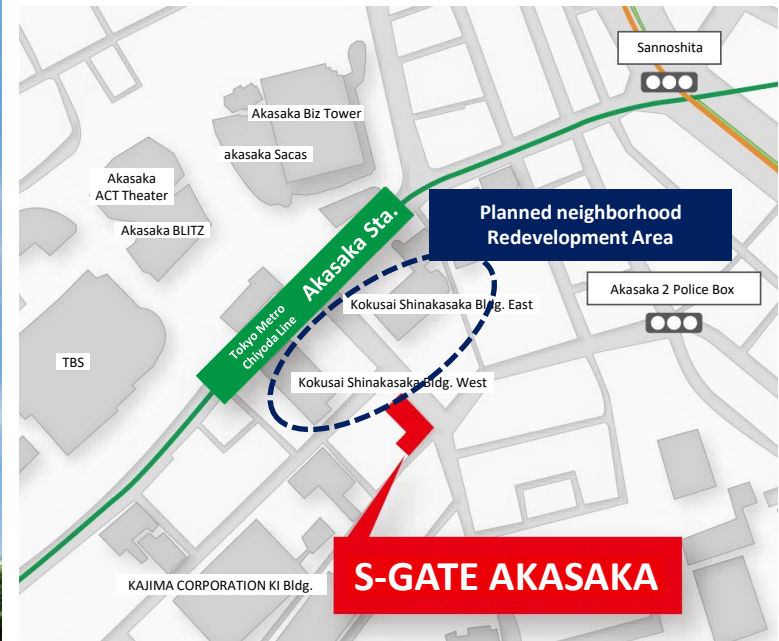 Sannoshita
Akasaka Biz Tower
akasaka Sacas
Akasaka
ACT Theater
Akasaka BLITZ
Akasaka Sta.
Tokyo Metro
Chiyoda Line
Planned neighborhood
Redevelopment Area
Akasaka 2 Police Box
Kokusai Shinakasaka Bldg. East
TBS
Kokusai Shinakasaka Bldg. West
KAJIMA CORPORATION KI Bldg.
S-GATE AKASAKA